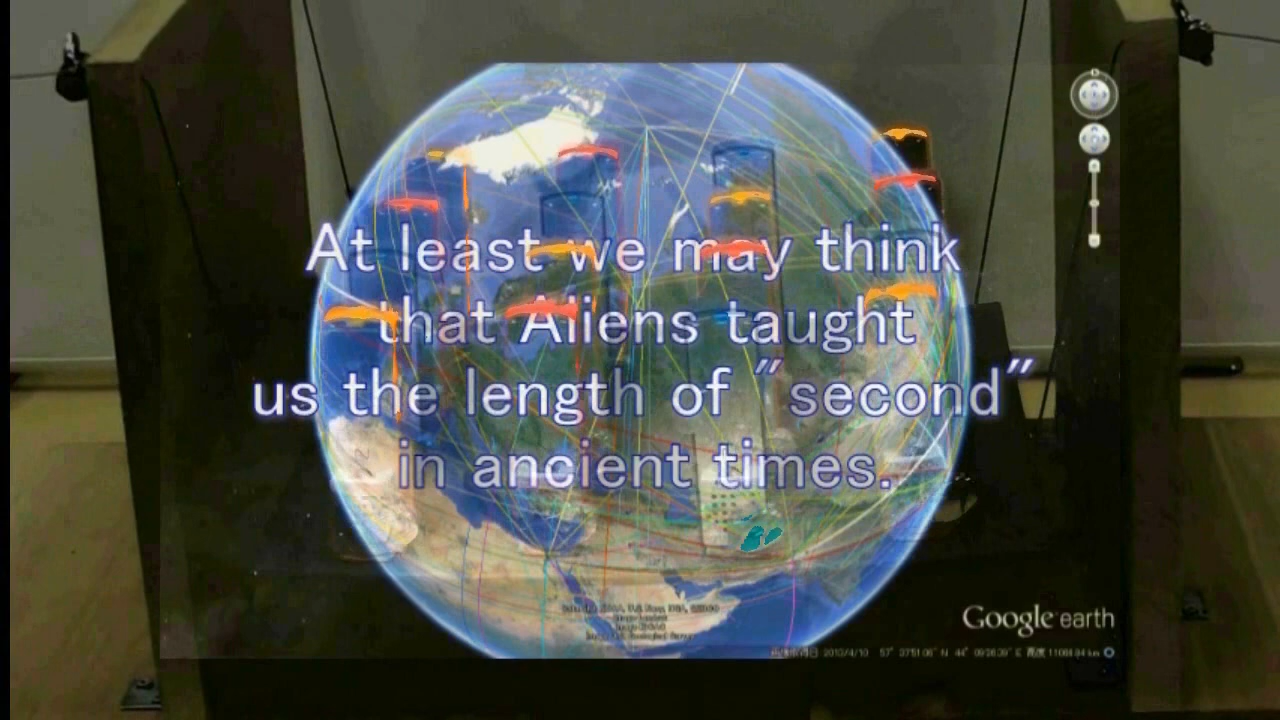 At least we may think
that Aliens taught
us the length of "second"
in ancient times.
Google earth